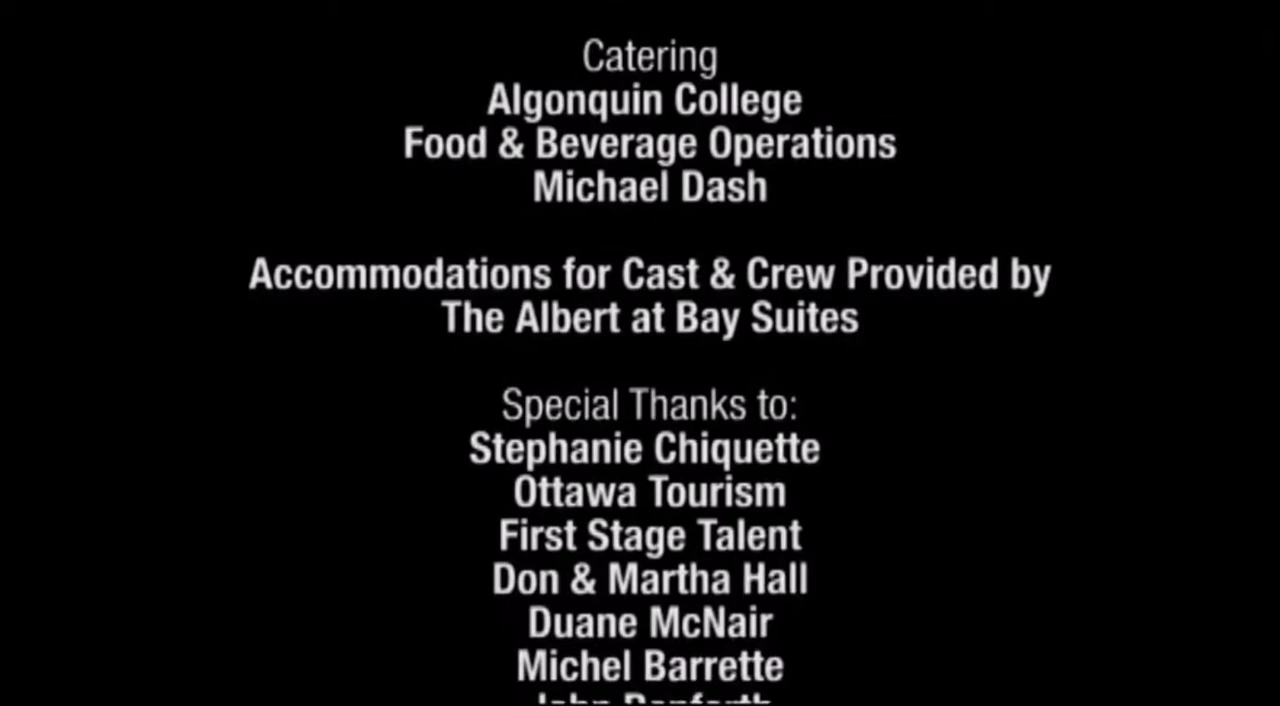 Catering
Algonquin College
Food & Beverage Operations
Michael Dash
Accommodations for Cast & Crew Provided by
The Albert at Bay Suites
Special Thanks to:
Stephanie Chiquette
Ottawa Tourism
First Stage Talent
Don & Martha Hall
Duane McNair
Michel Barrette
John